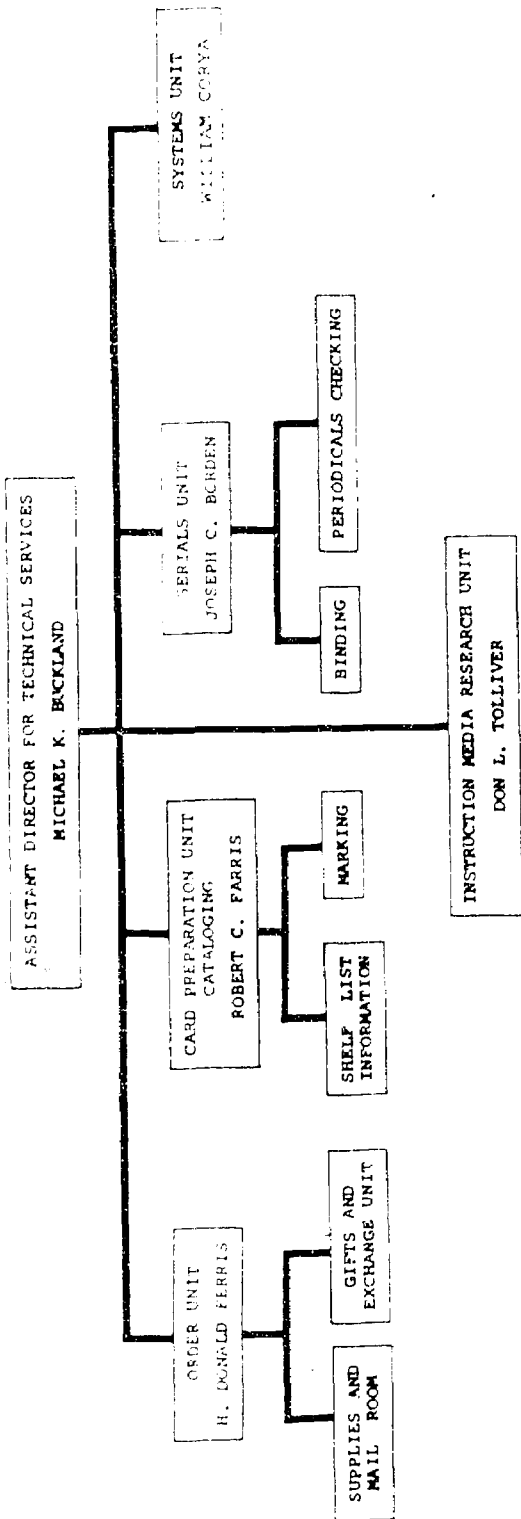 ASSISTANT DIRECTOR FOR TECHNICAL SERVICES
MICHAEL K. BUCKLAND
ORDER UNIT
H. DONALD FERRIS
CARD PREPARATION UNIT
CATALOGING
ROBERT C. FARRIS
SERIALS UNIT
JOSEPH C. BORDEN
SYSTEMS UNIT
WILLIAM CORYA
SUPPLIES AND
MAIL ROOM
GIFTS AND
EXCHANGE UNIT
SHELF LIST
INFORMATION
MARKING
BINDING
PERIODICALS CHECKING
INSTRUCTION MEDIA RESEARCH UNIT
DON L. TOLLIVER